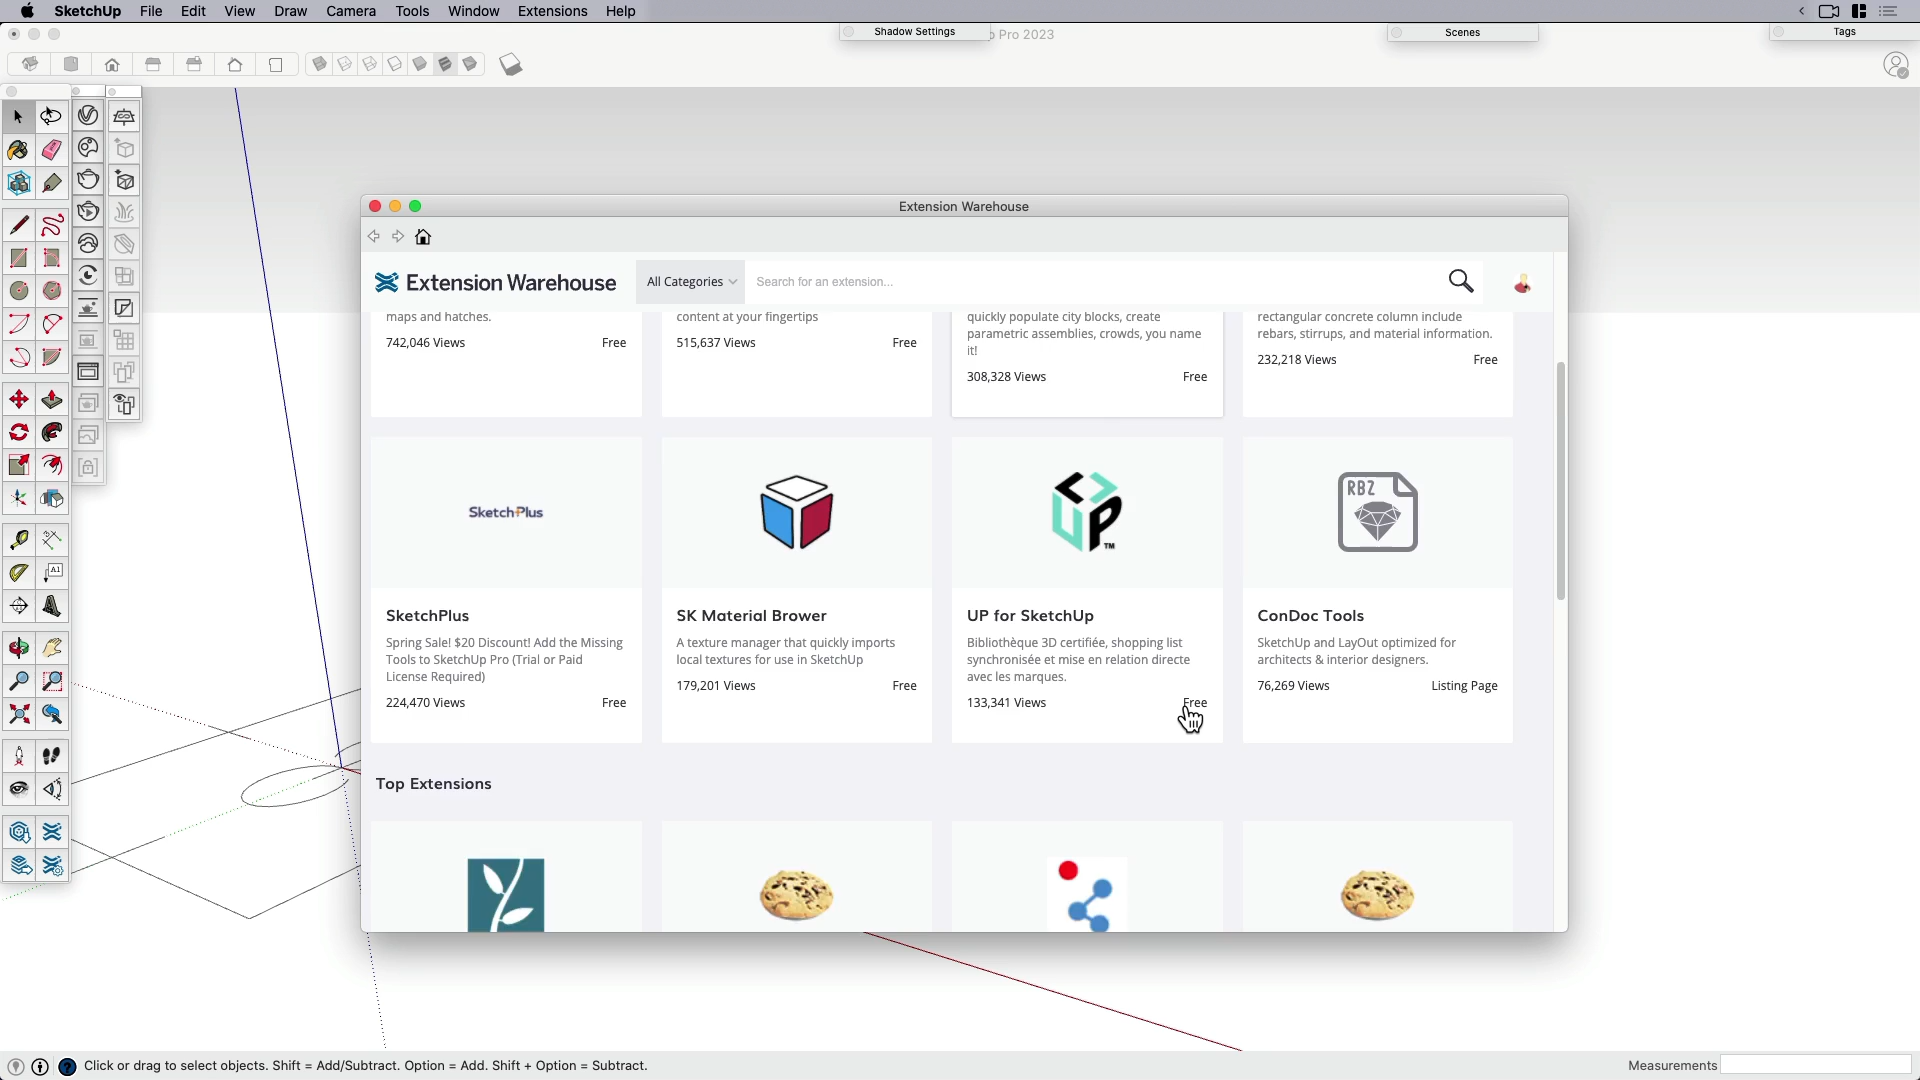 SketchUp File Edit View Draw Camera Tools Window Extensions Help
Shadow Settings
Pro 2023
Scenes
Tags
Extension Warehouse
Extension Warehouse
All Categories
Search for an extension...
maps and hatches.
742,046 Views Free
content at your fingertips
515,637 Views Free
quickly populate city blocks, create
parametric assemblies, crowds, you name
it!
308,328 Views Free
rectangular concrete column include
rebars, stirrups, and material information.
232,218 Views Free
SketchPlus
SketchPlus
Spring Sale! $20 Discount! Add the Missing
Tools to SketchUp Pro (Trial or Paid
License Required)
224,470 Views Free
SK Material Brower
A texture manager that quickly imports
local textures for use in SketchUp
179,201 Views Free
UP
TM
UP for SketchUp
Bibliothèque 3D certifiée, shopping list
synchronisée et mise en relation directe
avec les marques.
133,341 Views Free
RBZ
ConDoc Tools
SketchUp and LayOut optimized for
architects & interior designers.
76,269 Views Listing Page
Top Extensions
A1
Click or drag to select objects. Shift = Add/Subtract. Option = Add. Shift + Option = Subtract.
Measurements